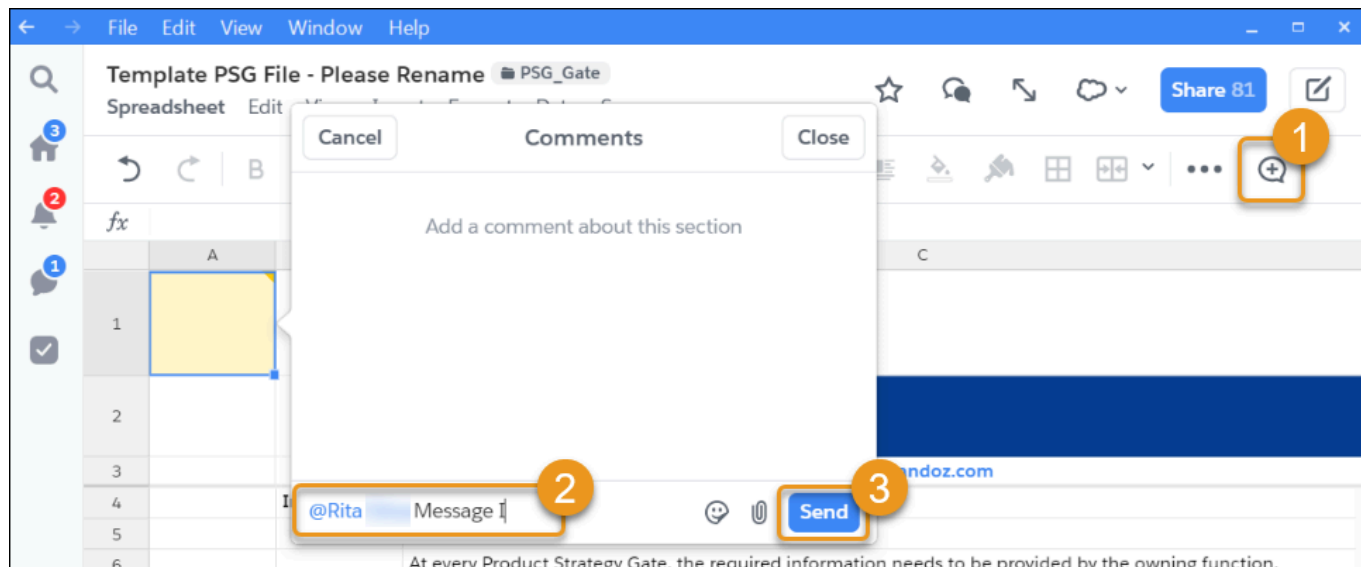 File Edit View Window Help
Template PSG File - Please Rename PSG_Gate
Spreadsheet Edit
Share 81
1
3
B
2
fx
1
Cancel Comments Close
Add a comment about this section
A C
1
2
3 ndoz.com
4
5
6
@Rita Message I
2
Send
3
At every Product Strategy Gate, the required information needs to be provided by the owning function.